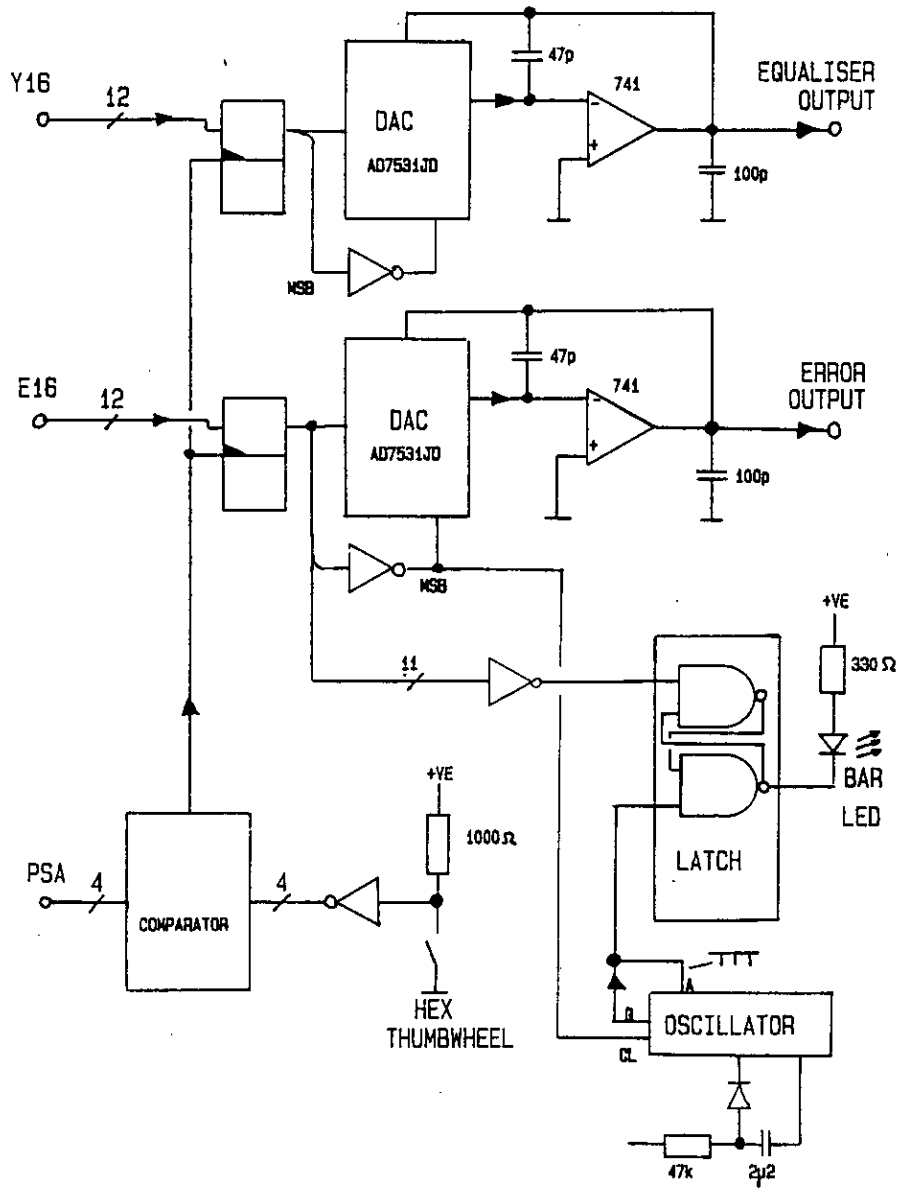 Y16
12
DAC
AD7531JD
MSB
47p
741
-
+
100p
EQUALISER
OUTPUT
E16
12
DAC
AD7531JD
MSB
47p
741
-
+
100p
ERROR
OUTPUT
11
+VE
330 Ω
BAR
LED
LATCH
PSA
4
COMPARATOR
4
+VE
1000 Ω
HEX
THUMBWHEEL
A
Q
CL
OSCILLATOR
47k
2µ2